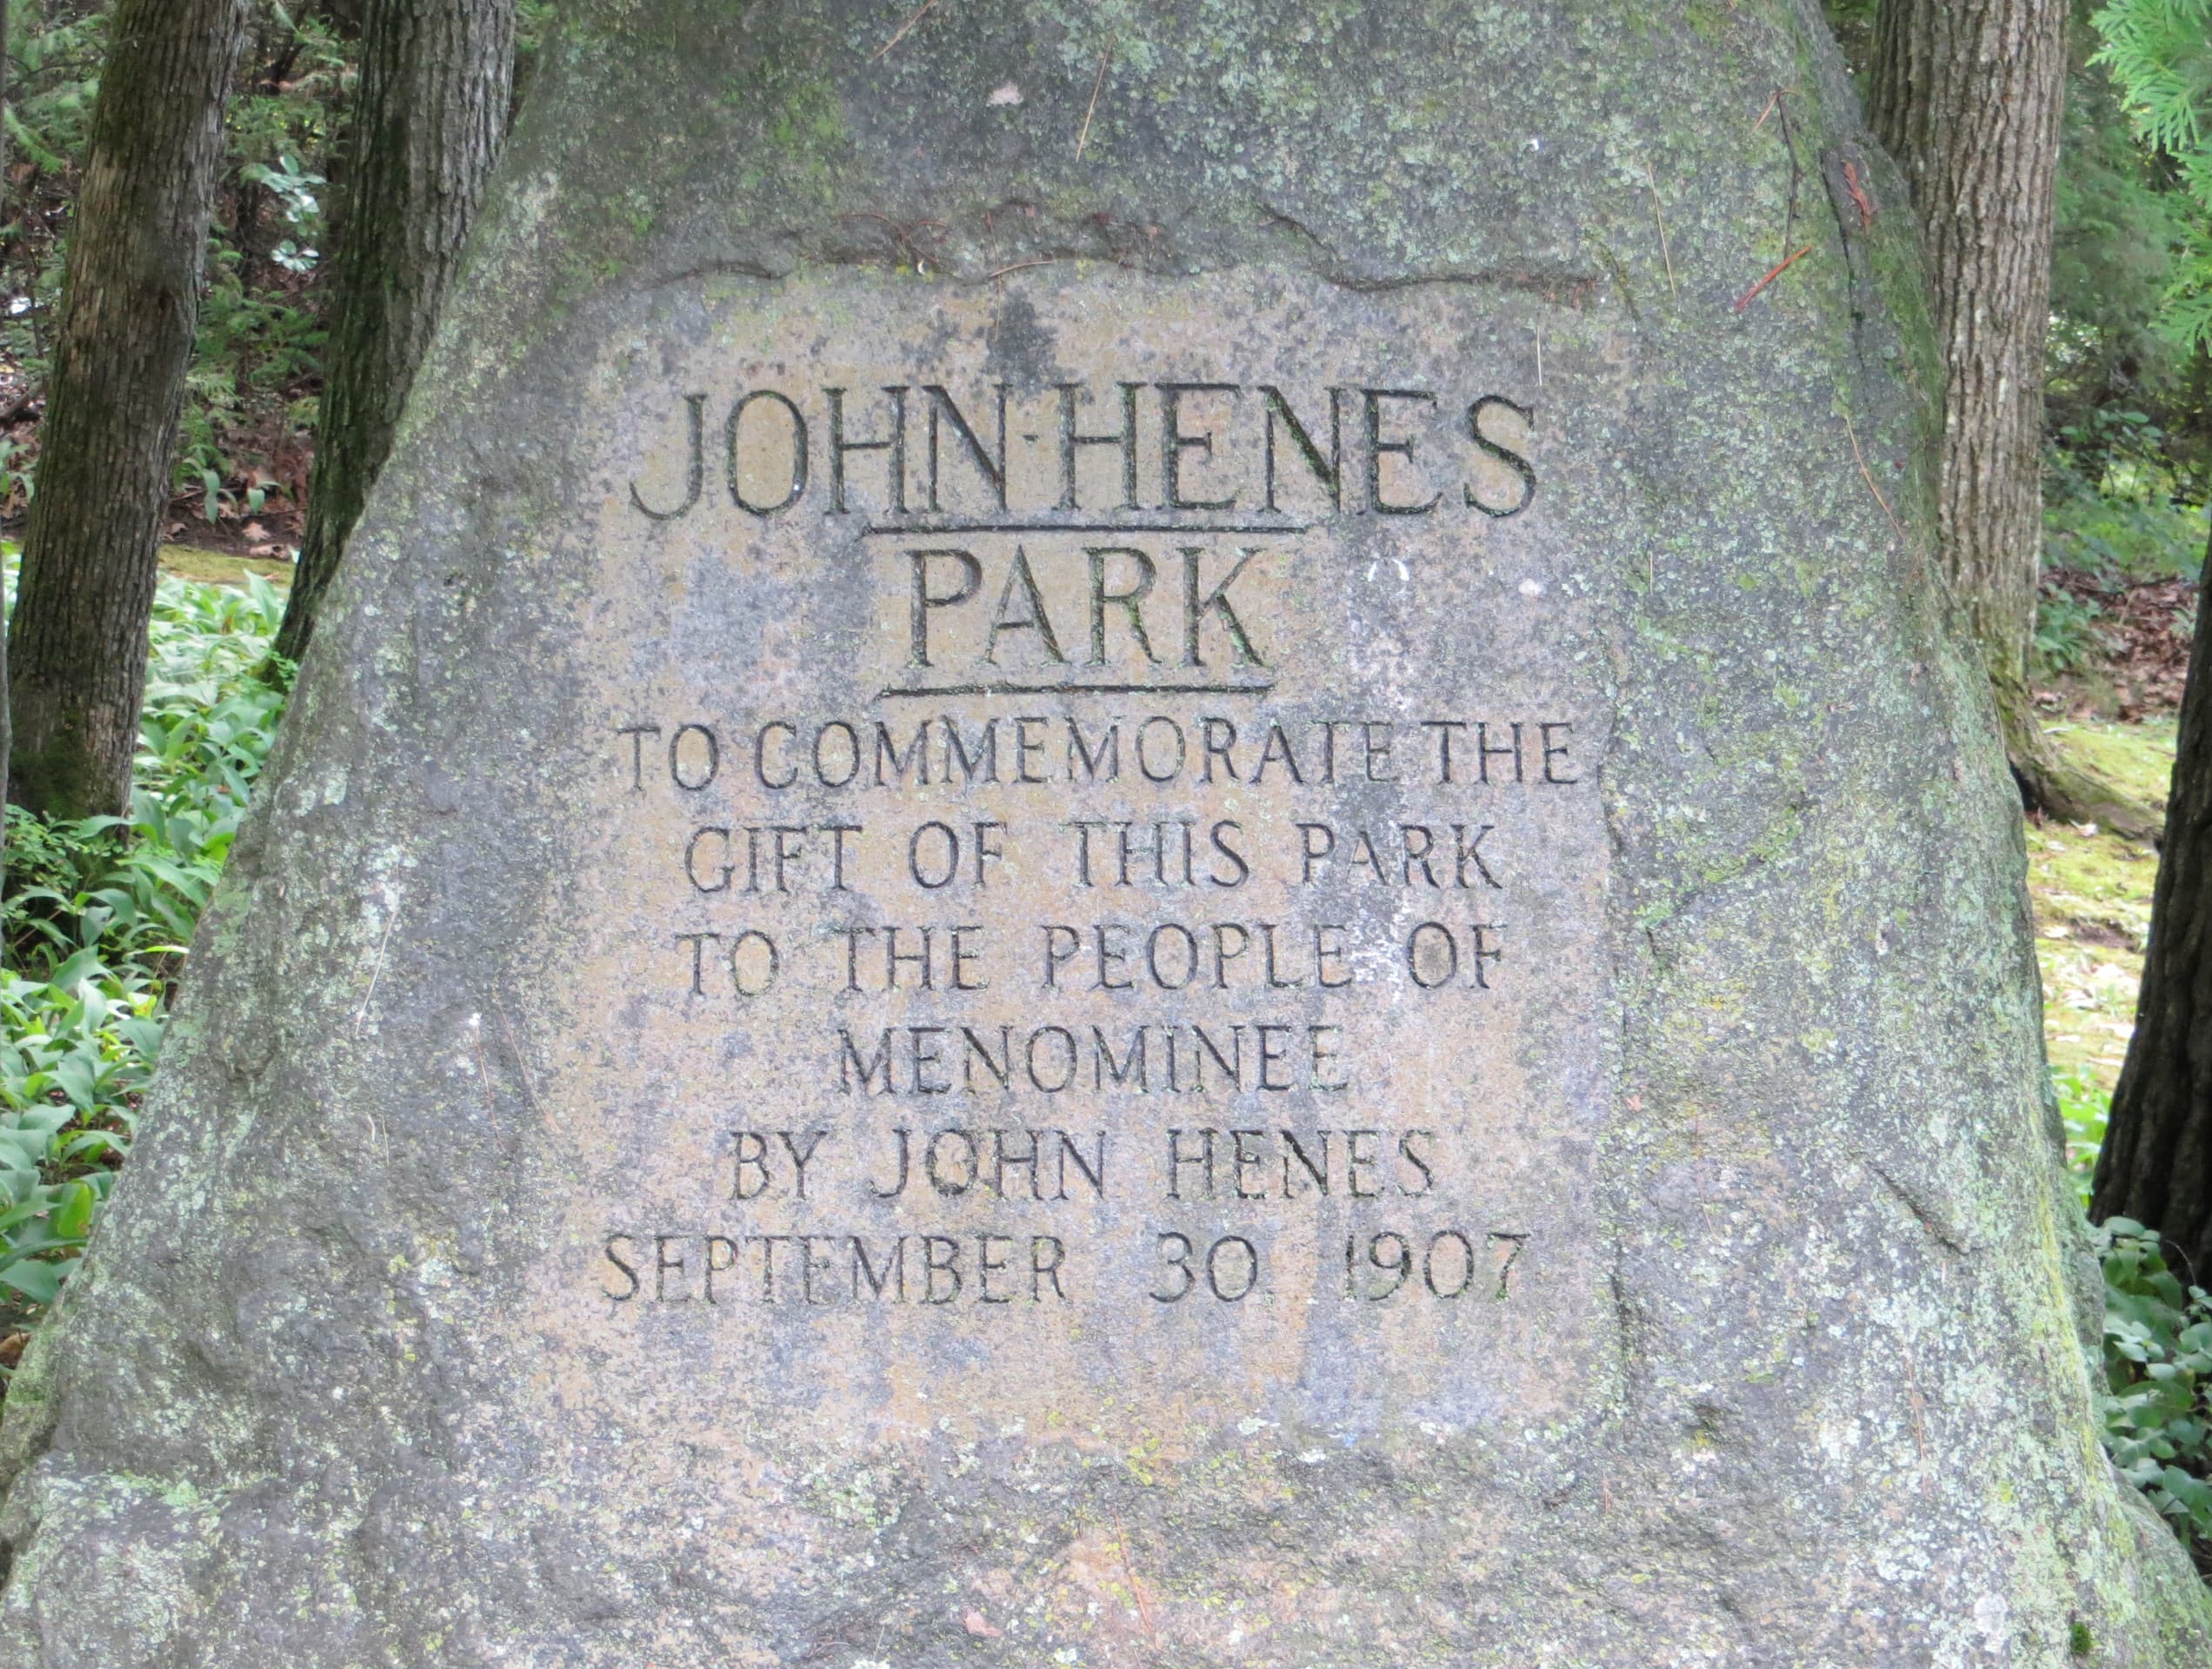 JOHN·HENES
PARK
TO COMMEMORATE THE
GIFT OF THIS PARK
TO THE PEOPLE OF
MENOMINEE
BY JOHN HENES
SEPTEMBER 30, 1907